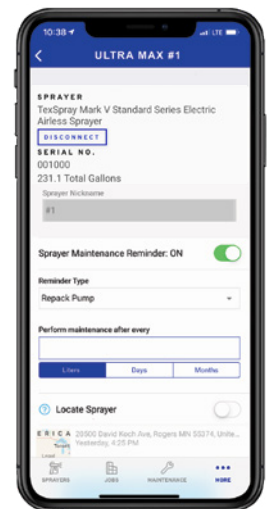 10:38
LTE
ULTRA MAX #1
SPRAYER
TexSpray Mark V Standard Series Electric
Airless Sprayer
DISCONNECT
SERIAL NO.
001000
231.1 Total Gallons
Sprayer Nickname
#1
Sprayer Maintenance Reminder: ON
Reminder Type
Repack Pump
Perform maintenance after every
Liters Days Months
Locate Sprayer
ERICA 28500 David Koch Ave, Rogers MN 55374, Unite...
Yesterday, 4:25 PM
Legal
SPRAYERS JOBS MAINTENANCE MORE